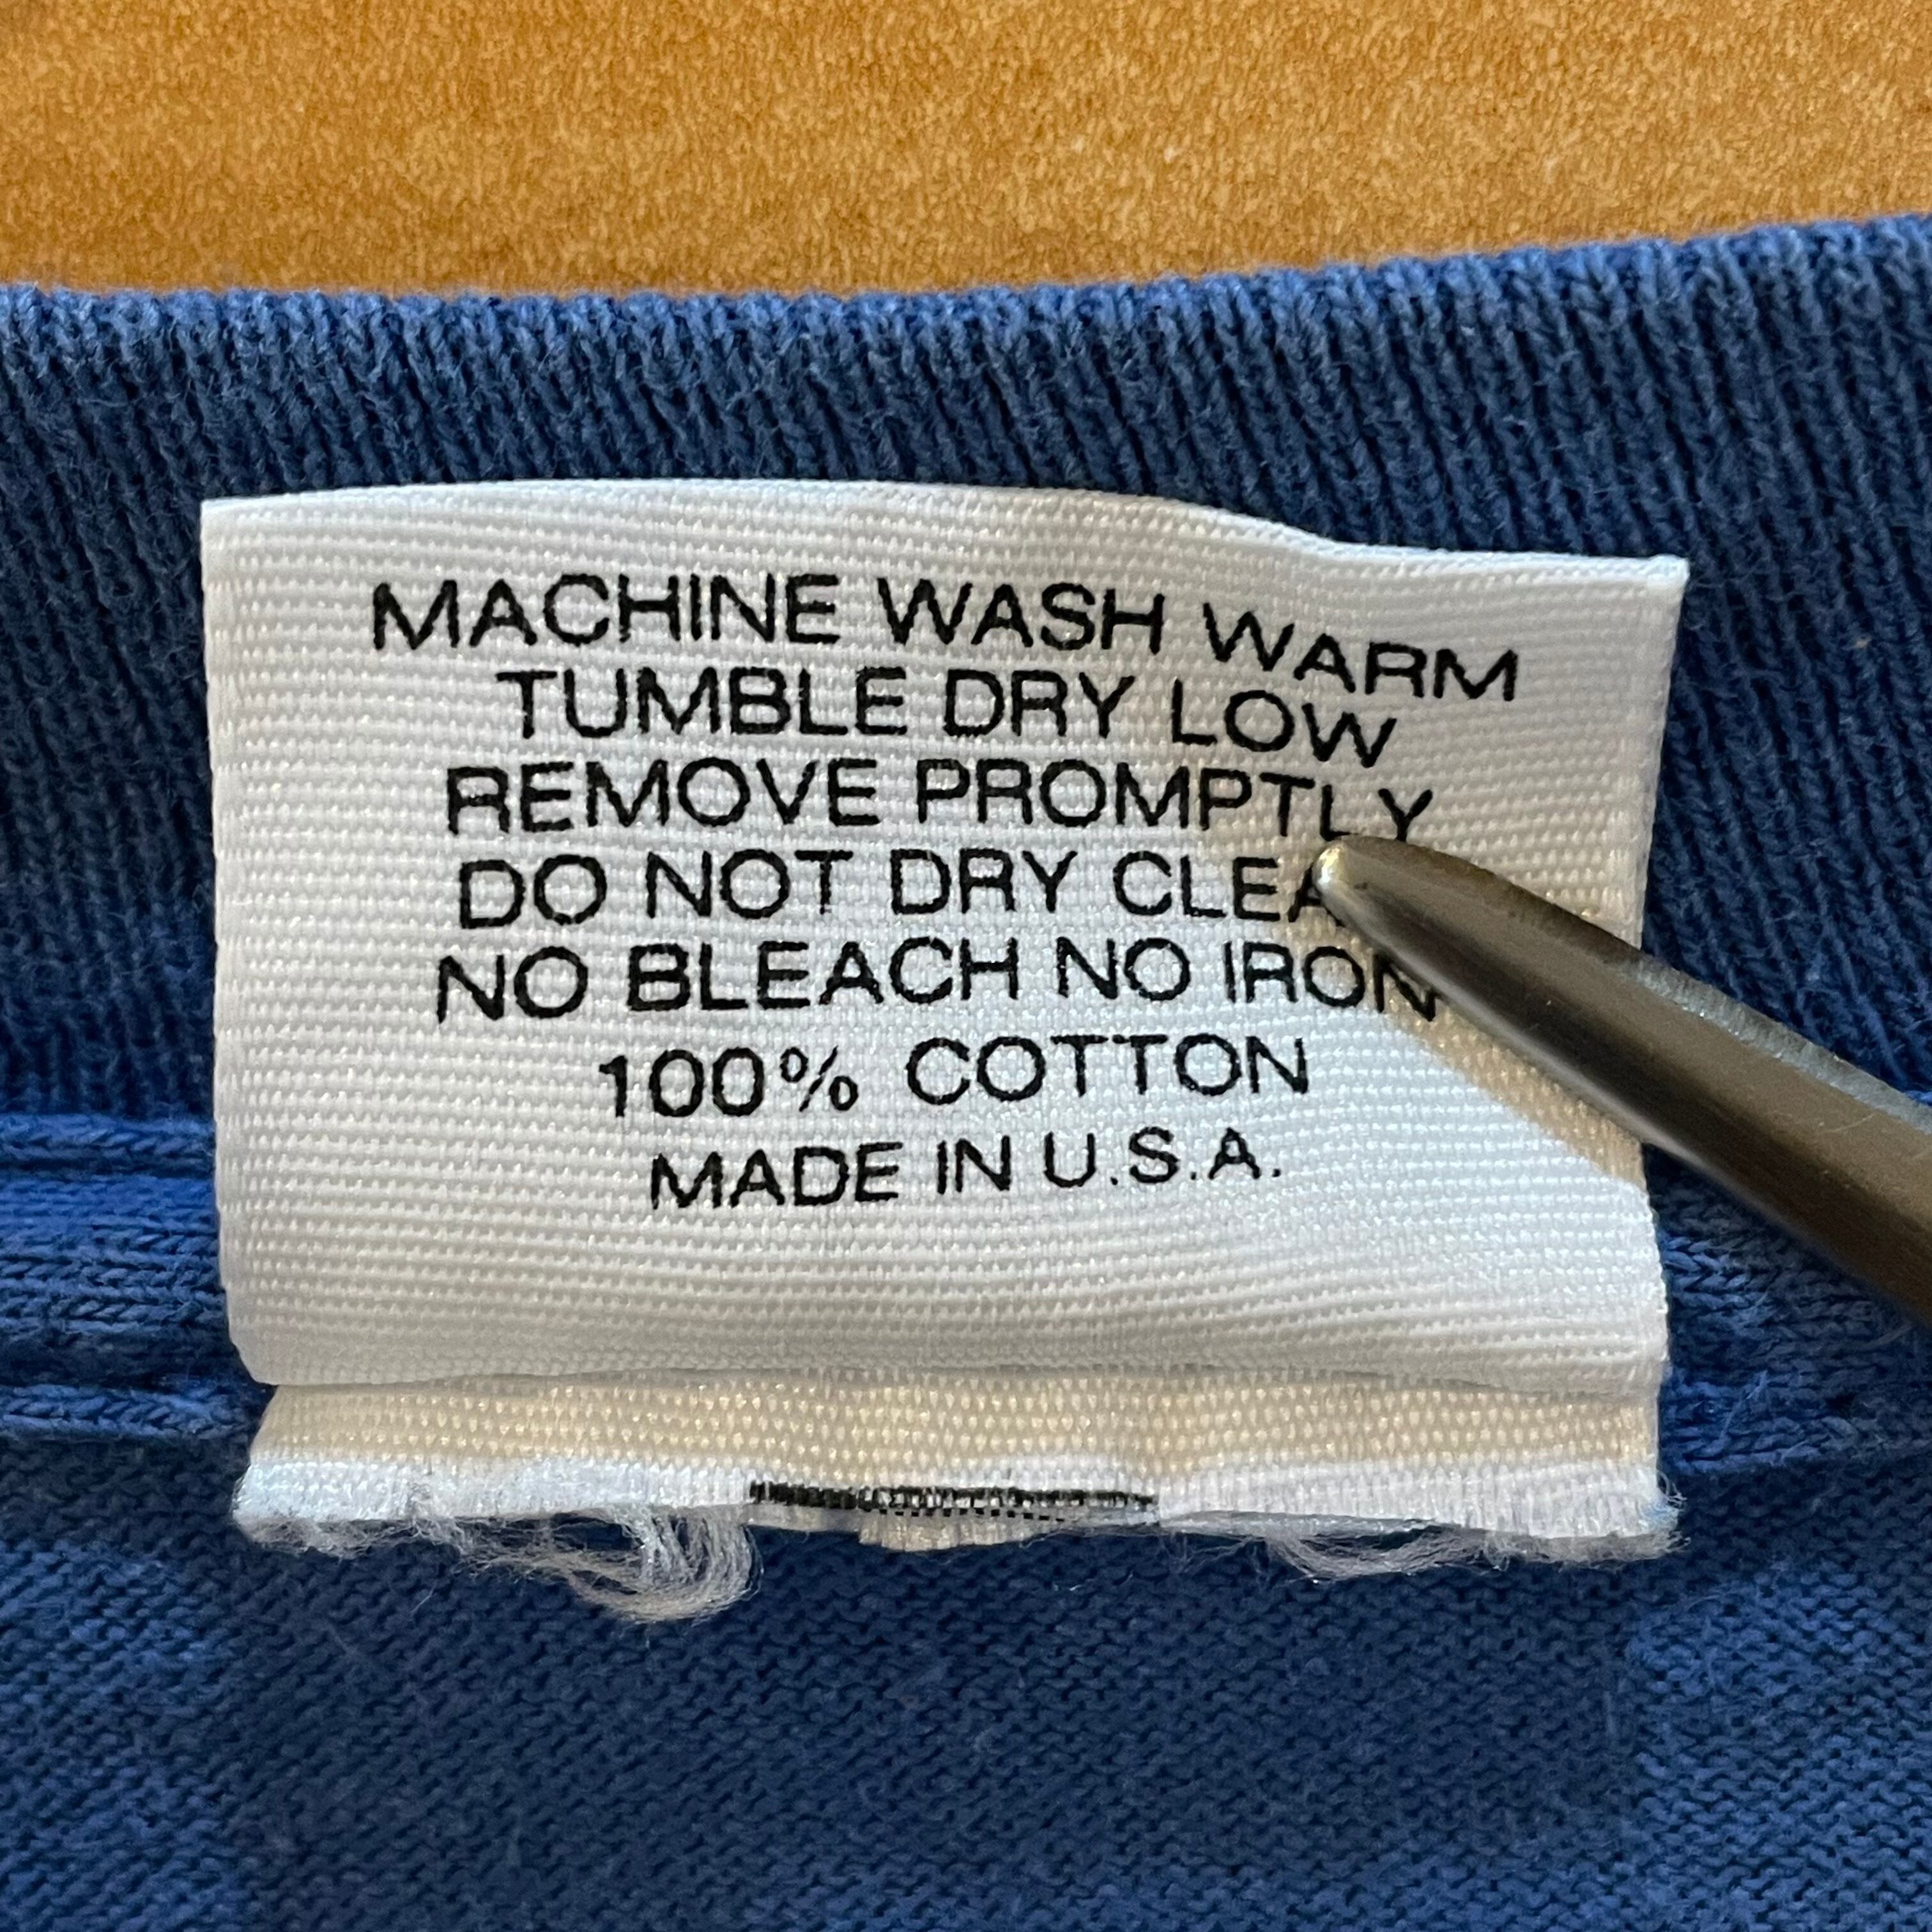 MACHINE WASH WARM
TUMBLE DRY LOW
REMOVE PROMPTLY
DO NOT DRY CLEA
NO BLEACH NO IRON
100% COTTON
MADE IN U.S.A.